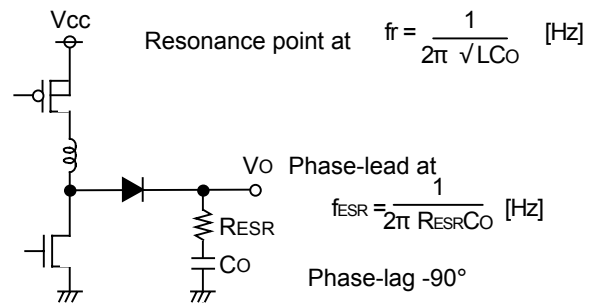 Vcc
Resonance point at fr = 1 / 2π √LCO [Hz]
VO Phase-lead at
fESR = 1 / 2π RESRCO [Hz]
RESR
CO
Phase-lag -90°